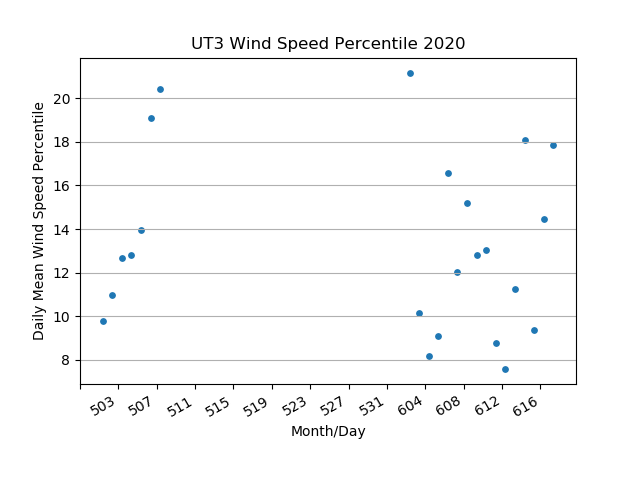 UT3 Wind Speed Percentile 2020
Daily Mean Wind Speed Percentile
20
18
16
14
12
10
8
503 507 511 515 519 523 527 531 604 608 612 616
Month/Day